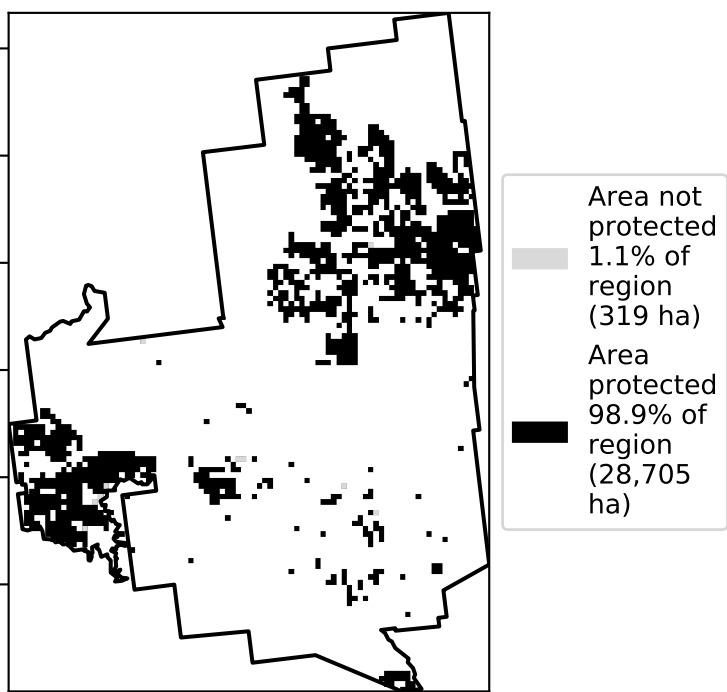 Area not
protected
1.1% of
region
(319 ha)
Area
protected
98.9% of
region
(28,705
ha)